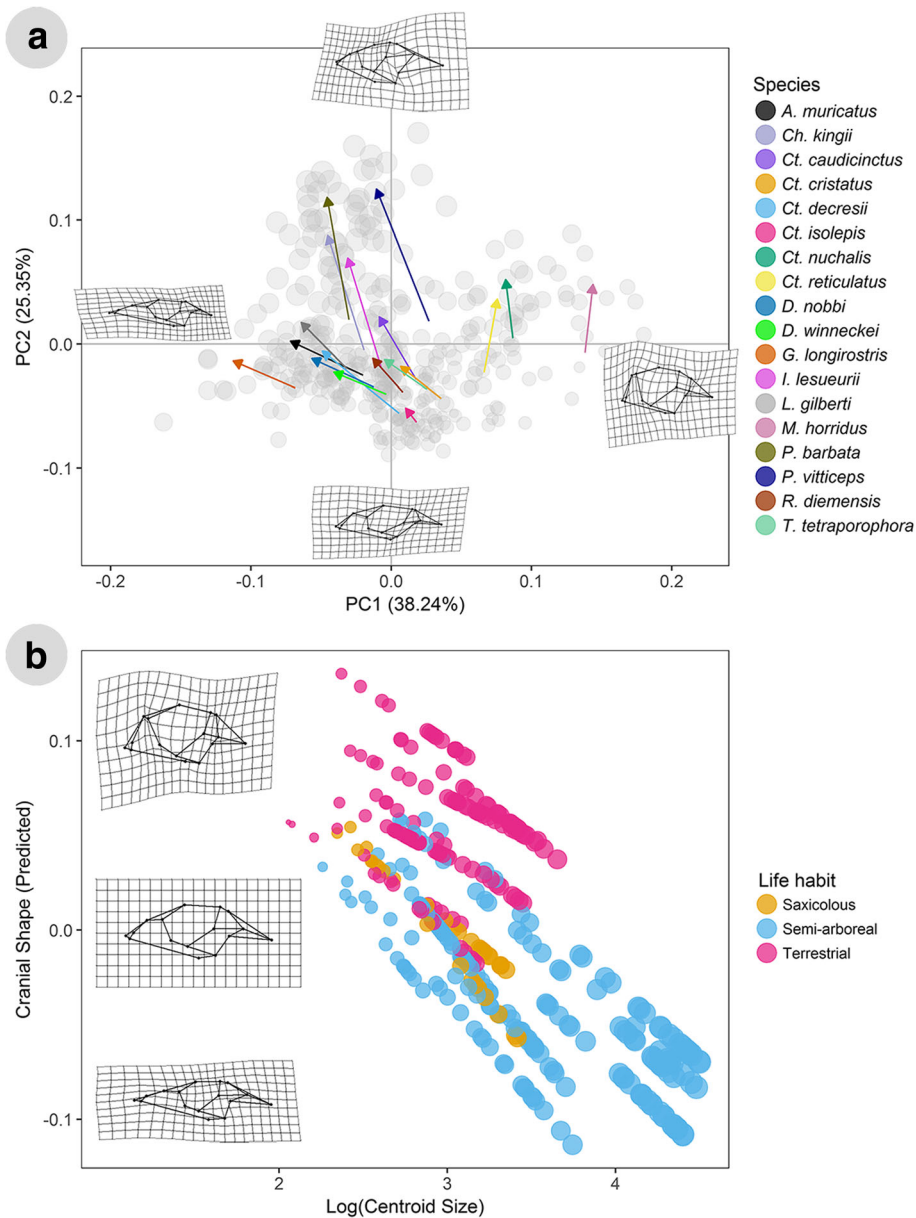 a
0.2
0.1
0.0
-0.1
PC2 (25.35%)
-0.2
-0.1
0.0
0.1
0.2
PC1 (38.24%)
Species
A. muricatus
Ch. kingii
Ct. caudicinctus
Ct. cristatus
Ct. decresii
Ct. isolepis
Ct. nuchalis
Ct. reticulatus
D. nobbi
D. winneckei
G. longirostris
I. lesueurii
L. gilberti
M. horridus
P. barbata
P. vitticeps
R. diemensis
T. tetraporophora
b
0.1
0.0
-0.1
Cranial Shape (Predicted)
2
3
4
Log(Centroid Size)
Life habit
Saxicolous
Semi-arboreal
Terrestrial